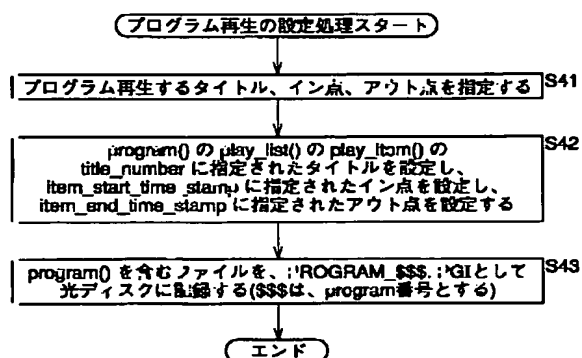 プログラム再生の設定処理スタート
プログラム再生するタイトル、イン点、アウト点を指定する
S41
program() の play_list() の play_item() の
S42
title_number に指定されたタイトルを設定し、
item_start_time_stamp に指定されたイン点を設定し、
item_end_time_stamp に指定されたアウト点を設定する
program() を含むファイルを、PROGRAM_$$$.PGIとして
S43
光ディスクに記録する($$$は、program番号とする)
エンド